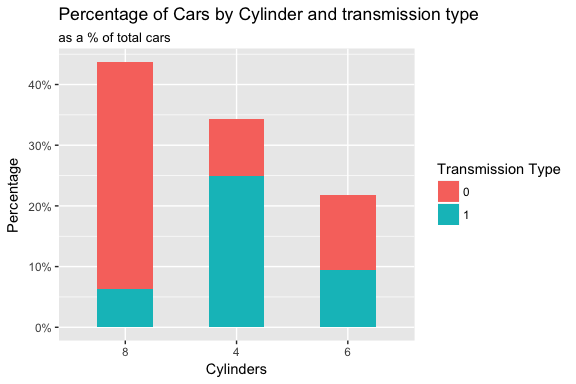 Percentage of Cars by Cylinder and transmission type
as a % of total cars
40%
30%
20%
10%
0%
Percentage
8 4 6
Cylinders
Transmission Type
0
1